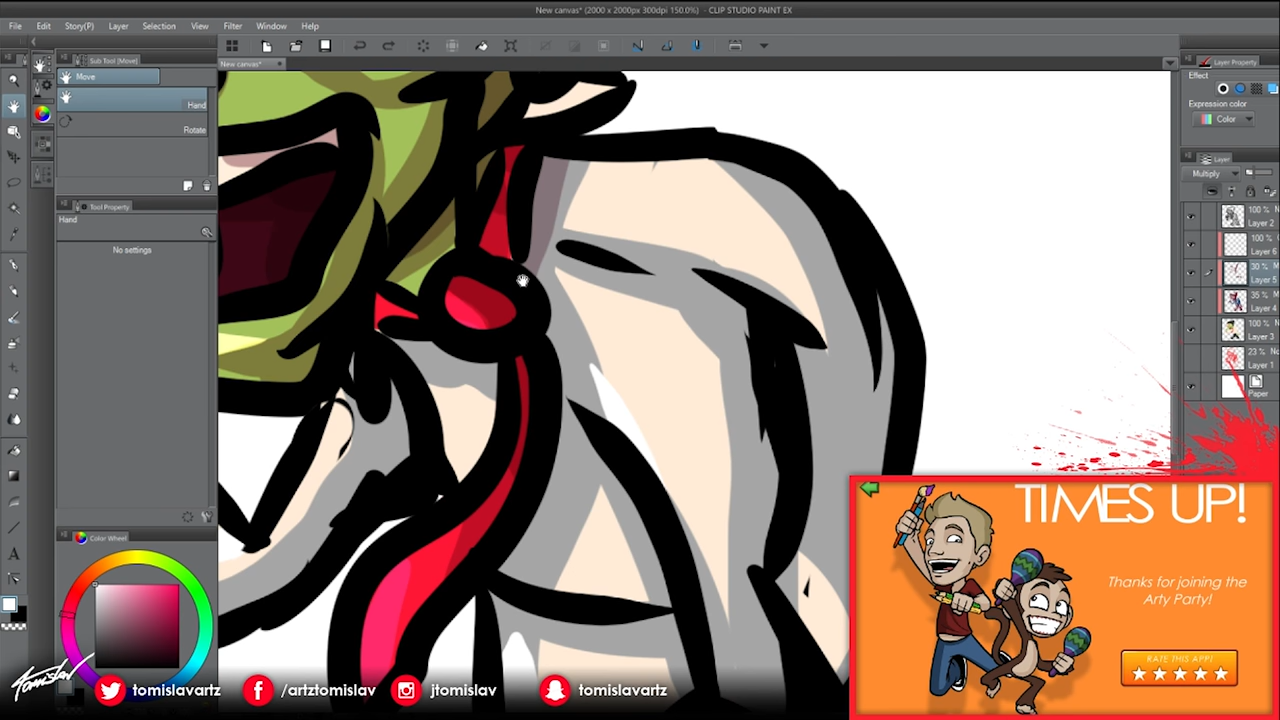 New canvas* (2000 x 2000px 300dpi 150.0%) - CLIP STUDIO PAINT EX
File Edit Story(P) Layer Selection View Filter Window Help
Sub Tool [Move]
New canvas*
Layer Property
Move
Effect
Hand
Rotate
Expression color
Color
Layer
Multiply
Tool Property
Hand
No settings
100 %
Layer 2
100 %
Layer 6
30 %
Layer 5
35 %
Layer 4
100 %
Layer 3
23 %
Layer 1
Paper
Color Wheel
TIMES UP!
Thanks for joining the
Arty Party!
RATE THIS APP!
Tomislav
tomislavartz
/artztomislav
jtomislav
tomislavartz